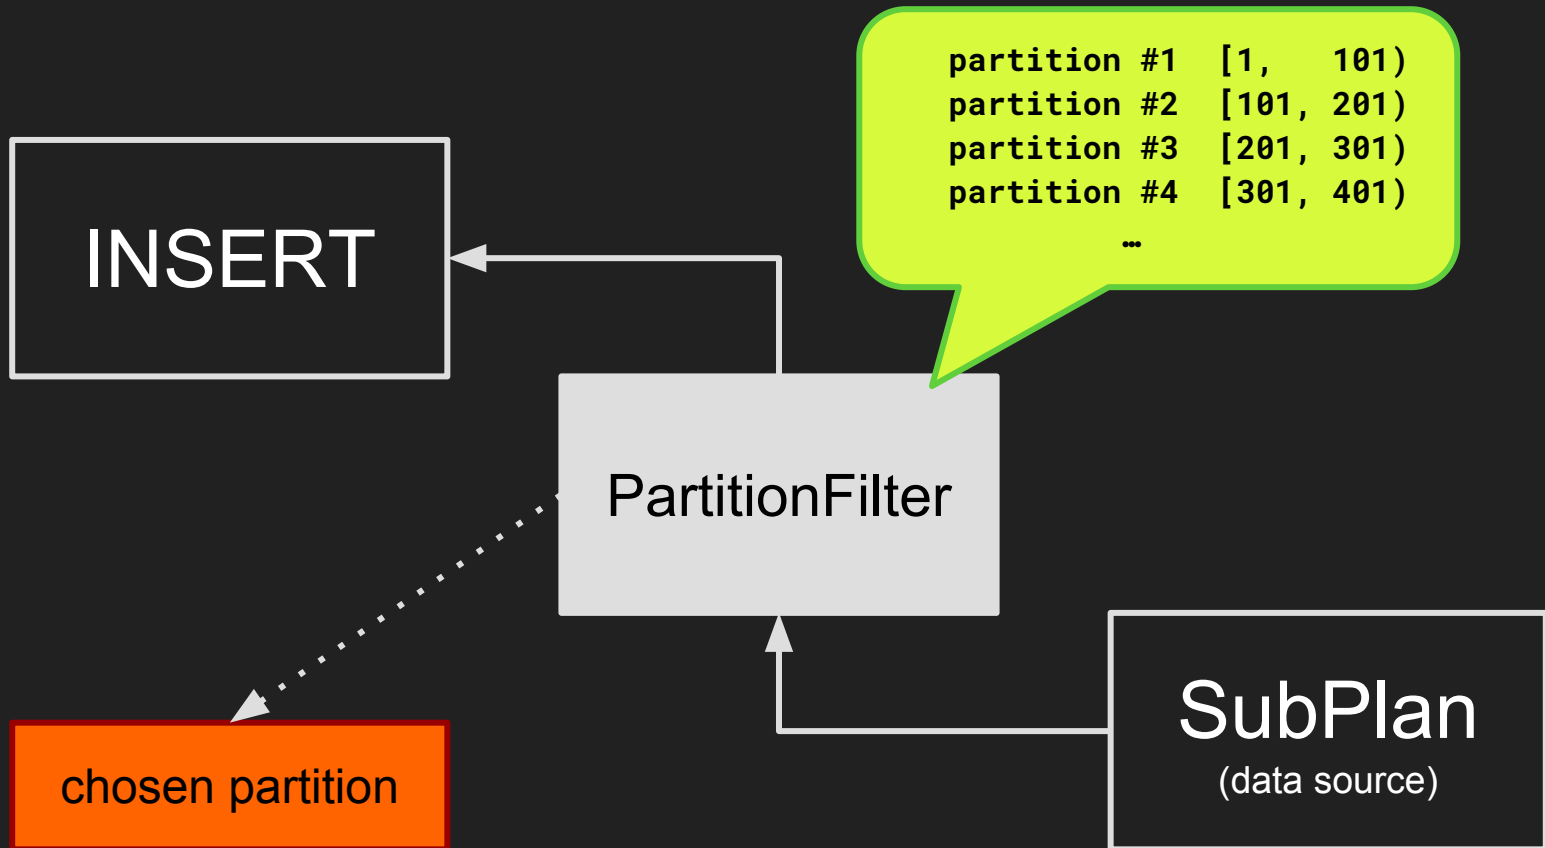 partition #1 [1, 101)
partition #2 [101, 201)
partition #3 [201, 301)
partition #4 [301, 401)
…
INSERT
PartitionFilter
SubPlan
(data source)
chosen partition